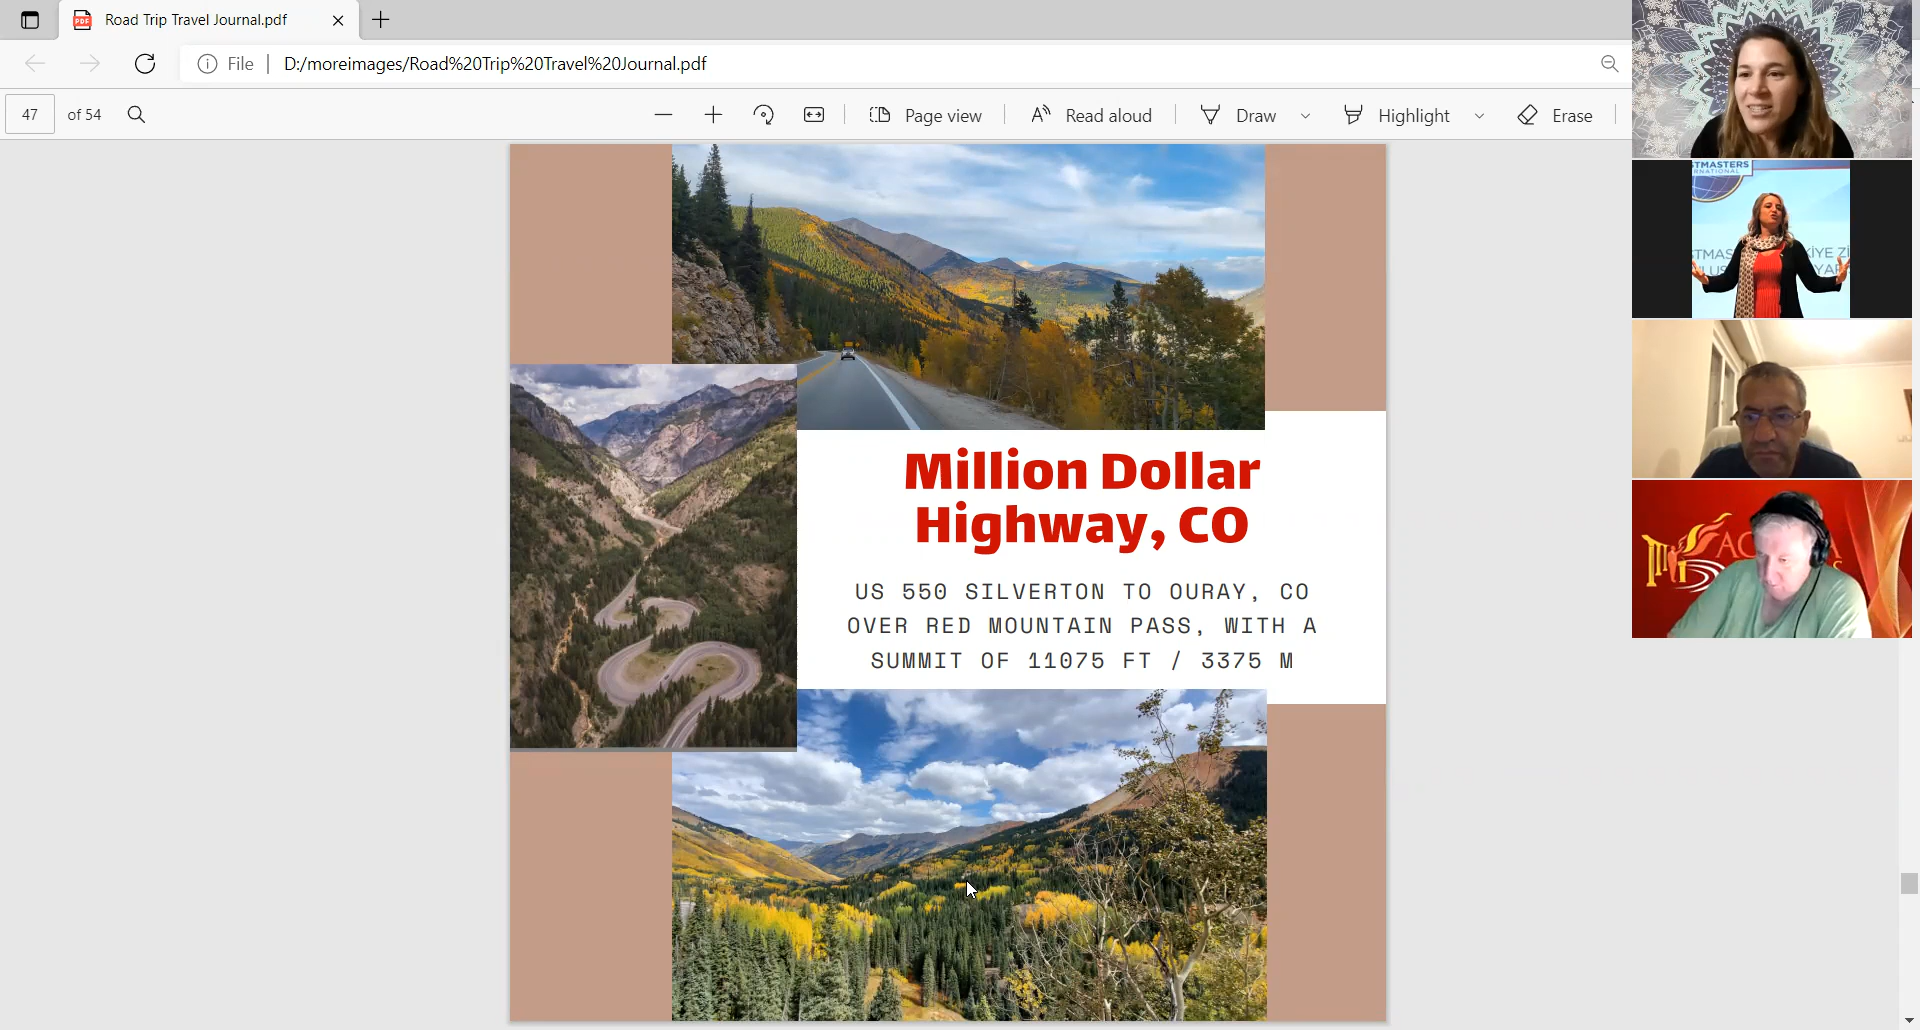 Road Trip Travel Journal.pdf
File
D:/moreimages/Road%20Trip%20Travel%20Journal.pdf
47 of 54
Page view
Read aloud
Draw
Highlight
Erase
Million Dollar
Highway, CO
US 550 SILVERTON TO OURAY, CO
OVER RED MOUNTAIN PASS, WITH A
SUMMIT OF 11075 FT / 3375 M
STMASTERS
RNATIONAL